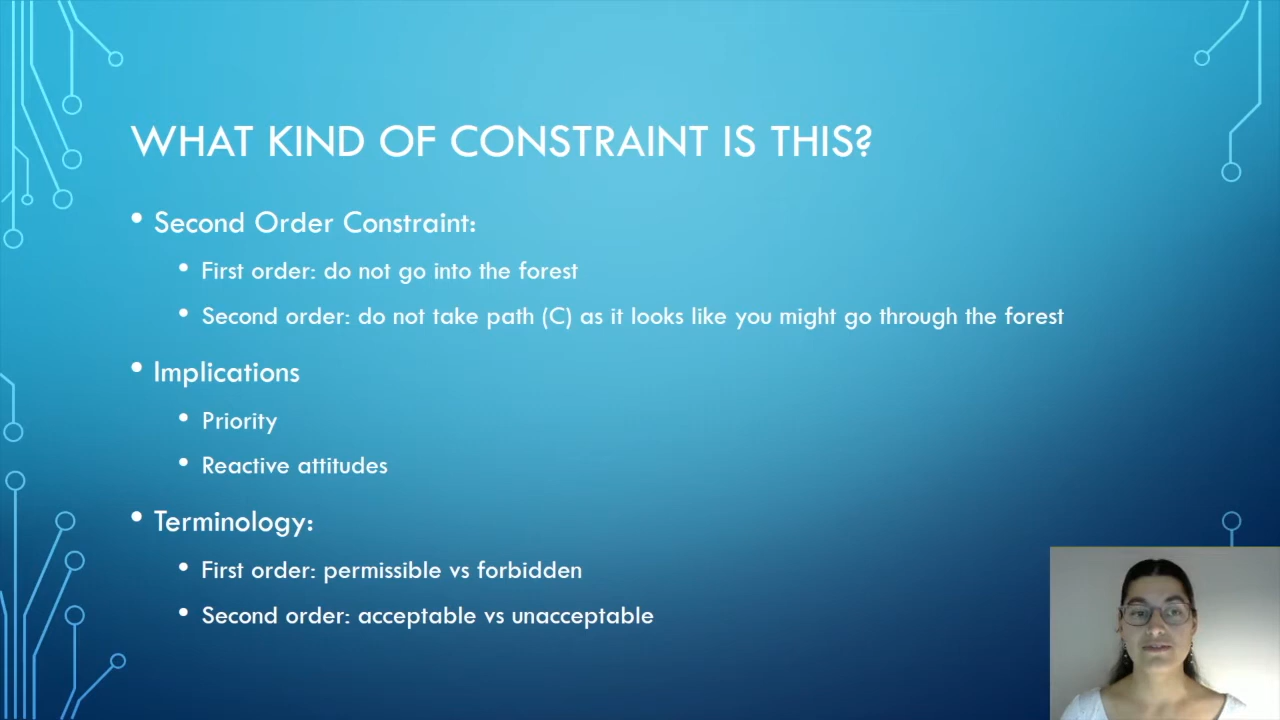 WHAT KIND OF CONSTRAINT IS THIS?
• Second Order Constraint:
• First order: do not go into the forest
• Second order: do not take path (C) as it looks like you might go through the forest
• Implications
• Priority
• Reactive attitudes
• Terminology:
• First order: permissible vs forbidden
• Second order: acceptable vs unacceptable